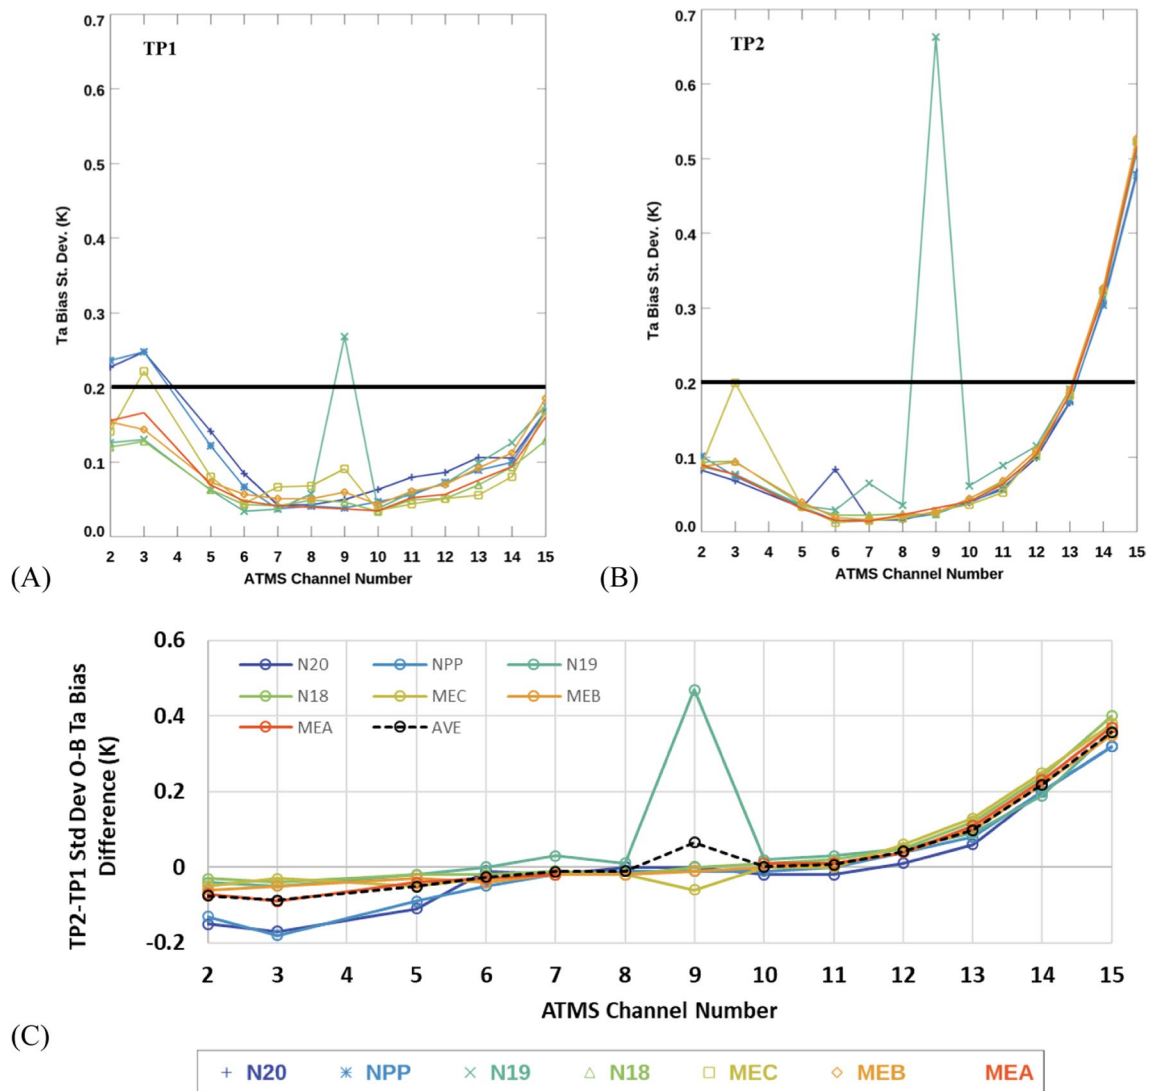 TP1
0.7
0.6
0.5
0.4
0.3
0.2
0.1
0.0
Ta Bias St. Dev. (K)
2 3 4 5 6 7 8 9 10 11 12 13 14 15
ATMS Channel Number
(A)
TP2
0.7
0.6
0.5
0.4
0.3
0.2
0.1
0.0
Ta Bias St. Dev. (K)
2 3 4 5 6 7 8 9 10 11 12 13 14 15
ATMS Channel Number
(B)
TP2-TP1 Std Dev O-B Ta Bias
Difference (K)
0.6
0.4
0.2
0
-0.2
N20 NPP N19
N18 MEC MEB
MEA AVE
2 3 4 5 6 7 8 9 10 11 12 13 14 15
ATMS Channel Number
(C)
N20 NPP N19 N18 MEC MEB MEA